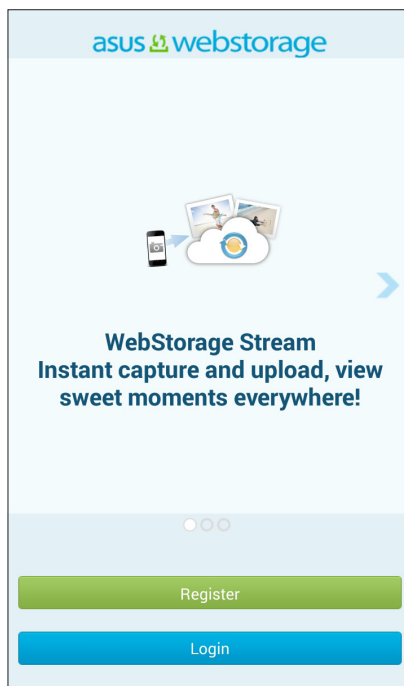 asus webstorage
WebStorage Stream
Instant capture and upload, view
sweet moments everywhere!
Register
Login